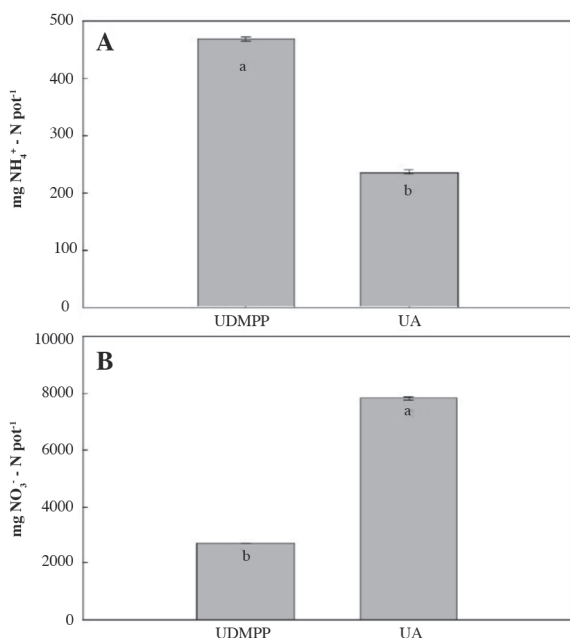 A
mg NH₄⁺ - N pot⁻¹
500
400
300
200
100
0
a
b
UDMPP UA
B
mg NO₃⁻ - N pot⁻¹
10000
8000
6000
4000
2000
0
b
a
UDMPP UA